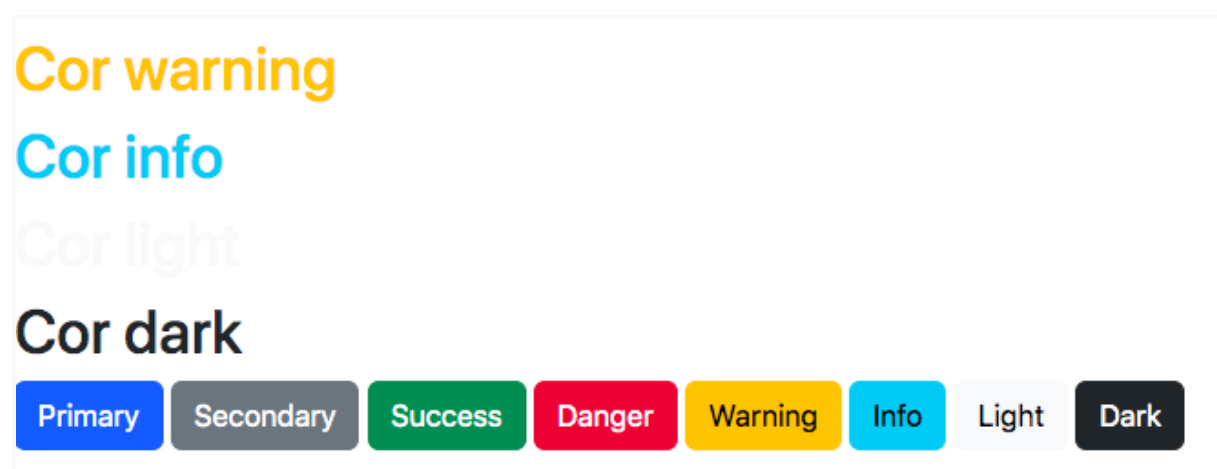 Cor warning
Cor info
Cor light
Cor dark
Primary Secondary Success Danger Warning Info Light Dark